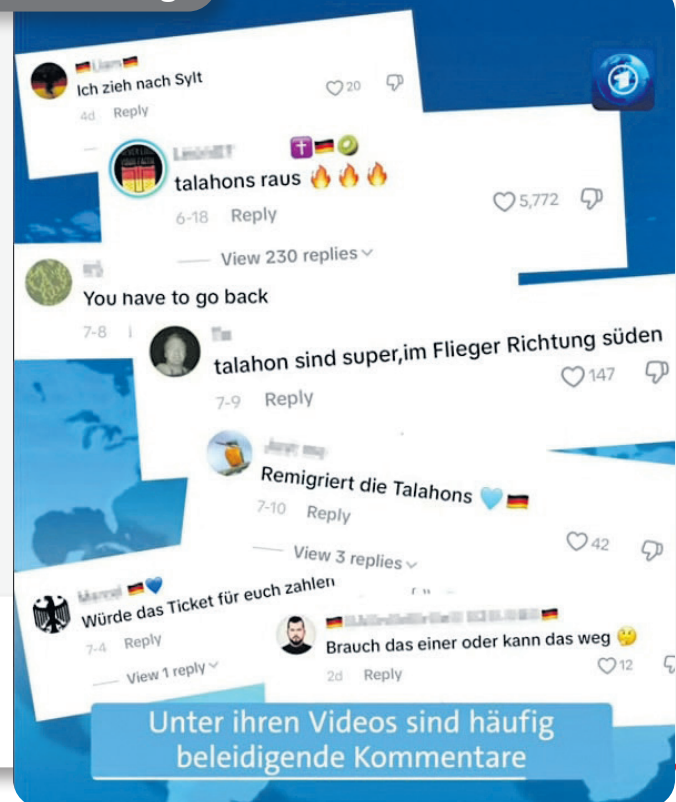 Ich zieh nach Sylt
20
4d Reply
talahons raus 🔥🔥🔥
6-18 Reply
5,772
View 230 replies
You have to go back
7-8
talahon sind super,im Flieger Richtung süden
7-9 Reply
147
Remigriert die Talahons 🩵🇩🇪
7-10 Reply
42
View 3 replies
Würde das Ticket für euch zahlen
7-4 Reply
View 1 reply
Brauch das einer oder kann das weg 🤔
2d Reply
12
Unter ihren Videos sind häufig
beleidigende Kommentare